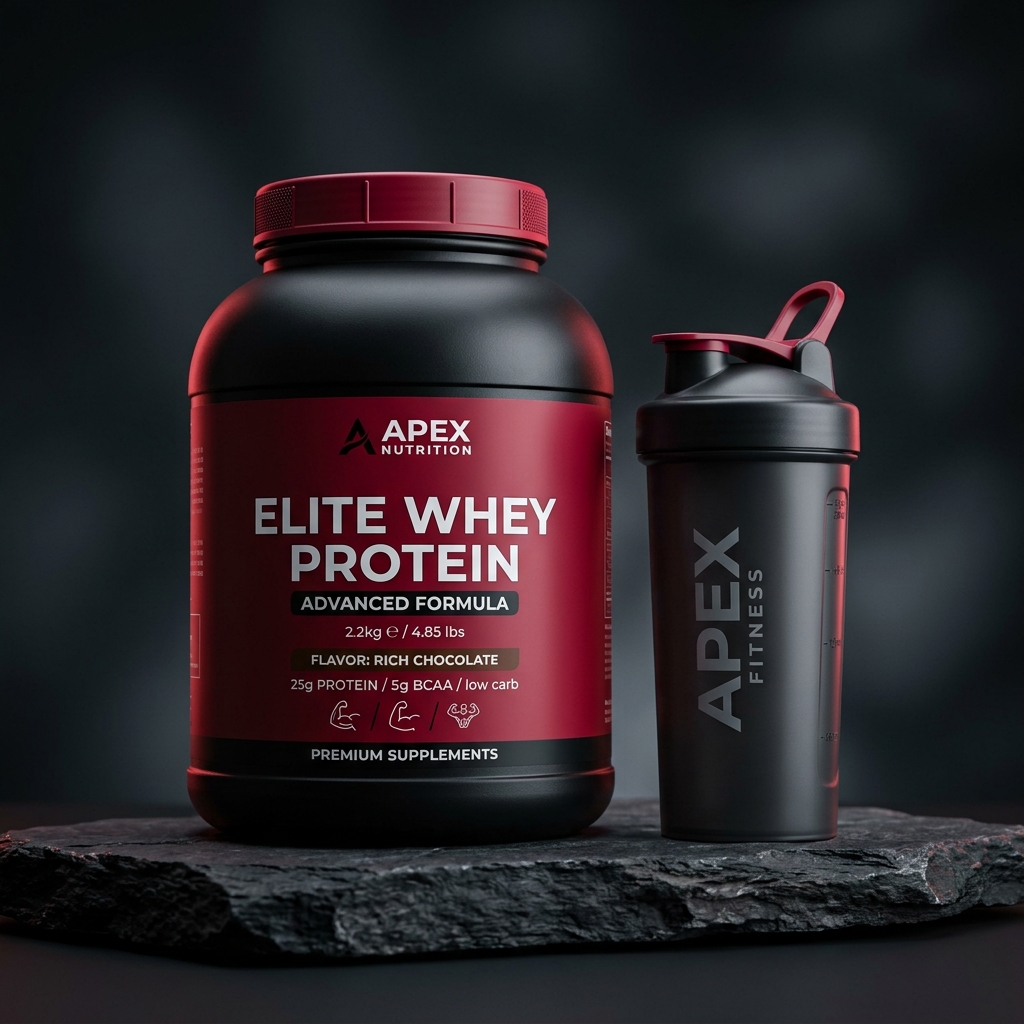 APEX
NUTRITION
ELITE WHEY
PROTEIN
ADVANCED FORMULA
2.2kg ℮ / 4.85 lbs
FLAVOR: RICH CHOCOLATE
25g PROTEIN / 5g BCAA / low carb
PREMIUM SUPPLEMENTS
APEX
FITNESS